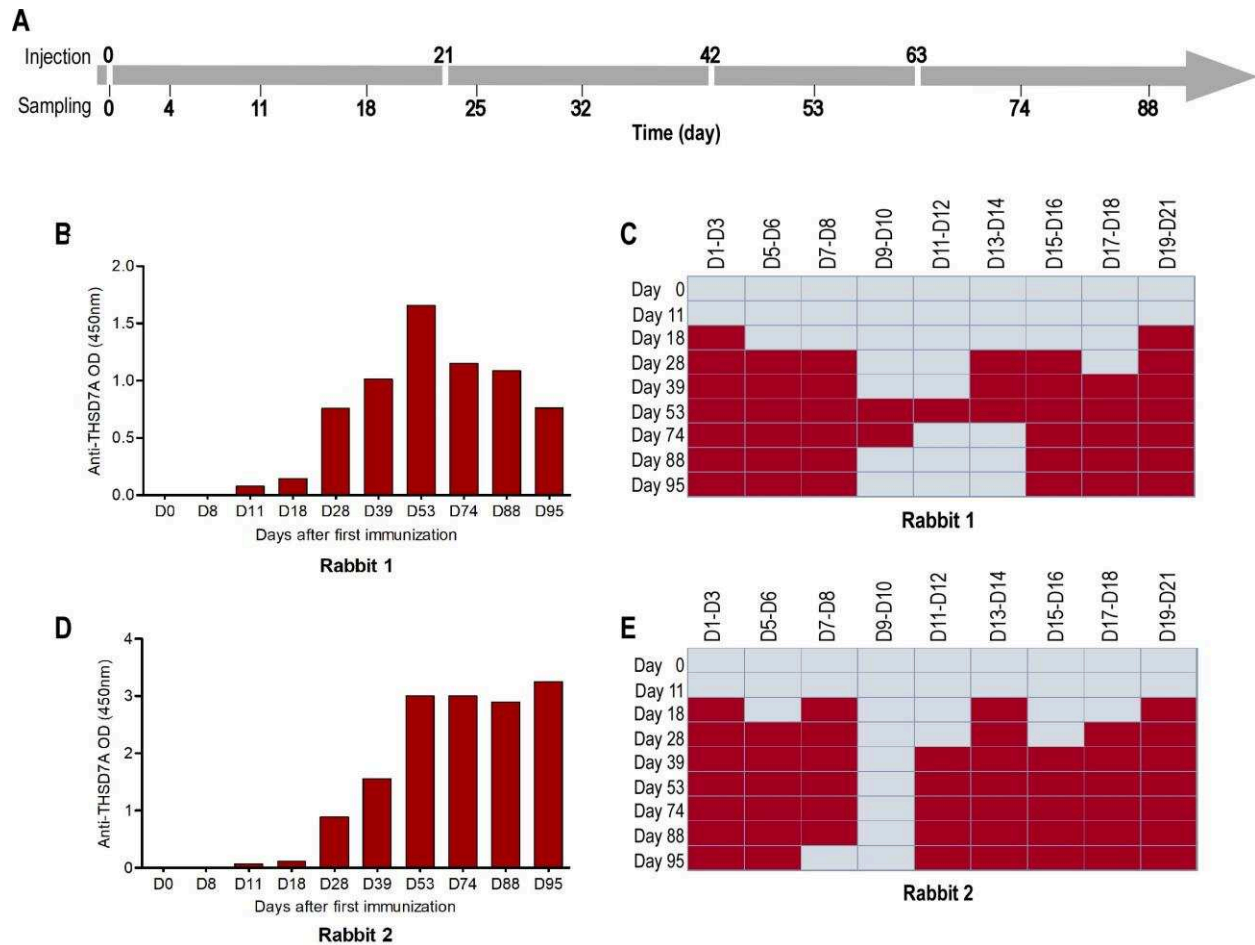 A
Injection 0 21 42 63
Sampling 0 4 11 18 25 32 53 74 88
Time (day)
B
Anti-THSD7A OD (450nm)
2.0
1.5
1.0
0.5
0.0
D0 D8 D11 D18 D28 D39 D53 D74 D88 D95
Days after first immunization
Rabbit 1
C
D1-D3 D5-D6 D7-D8 D9-D10 D11-D12 D13-D14 D15-D16 D17-D18 D19-D21
Day 0
Day 11
Day 18
Day 28
Day 39
Day 53
Day 74
Day 88
Day 95
Rabbit 1
D
Anti-THSD7A OD (450nm)
4
3
2
1
0
D0 D8 D11 D18 D28 D39 D53 D74 D88 D95
Days after first immunization
Rabbit 2
E
D1-D3 D5-D6 D7-D8 D9-D10 D11-D12 D13-D14 D15-D16 D17-D18 D19-D21
Day 0
Day 11
Day 18
Day 28
Day 39
Day 53
Day 74
Day 88
Day 95
Rabbit 2